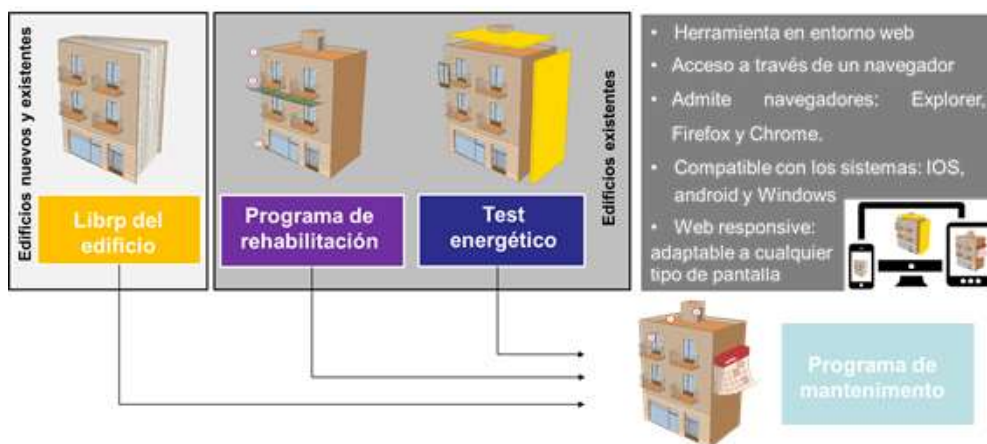 Edificios nuevos y existentes
Librp del
edificio
Programa de
rehabilitación
Test
energético
Edificios existentes
• Herramienta en entorno web
• Acceso a través de un navegador
• Admite navegadores: Explorer,
Firefox y Chrome.
• Compatible con los sistemas: IOS,
android y Windows
• Web responsive:
adaptable a cualquier
tipo de pantalla
Programa de
mantenimento